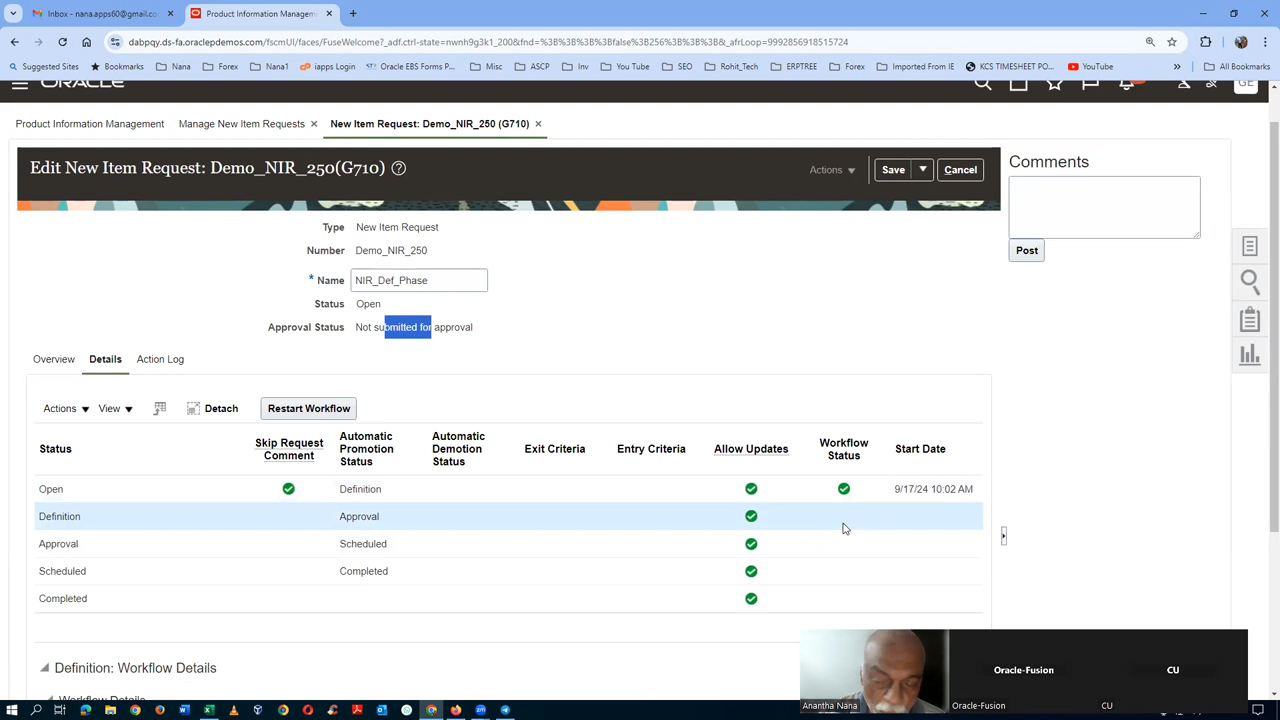 Inbox - nana.apps60@gmail.co
Product Information Managem
dabpqy.ds-fa.oraclepdemos.com/fscmUI/faces/FuseWelcome?_adf.ctrl-state=nwnh9g3k1_200&fnd=%3B%3B%3B%3Bfalse%3B256%3B%3B%3B&_afrLoop=9992856918515724
Suggested Sites Bookmarks Nana Forex Nana1 iapps Login Oracle EBS Forms P... Misc ASCP Inv You Tube SEO Rohit_Tech ERPTREE Forex Imported From IE KCS TIMESHEET PO... YouTube » All Bookmarks
ORACLE GE
Product Information Management Manage New Item Requests × New Item Request: Demo_NIR_250 (G710) ×
Edit New Item Request: Demo_NIR_250(G710) ? Actions Save Cancel
Comments
Post
Type New Item Request
Number Demo_NIR_250
* Name NIR_Def_Phase
Status Open
Approval Status Not submitted for approval
Overview Details Action Log
Actions View Detach Restart Workflow
Status Skip Request Comment Automatic Promotion Status Automatic Demotion Status Exit Criteria Entry Criteria Allow Updates Workflow Status Start Date
Open Definition 9/17/24 10:02 AM
Definition Approval
Approval Scheduled
Scheduled Completed
Completed
Definition: Workflow Details
Workflow Details
Anantha Nana
Oracle-Fusion
Oracle-Fusion
CU
CU